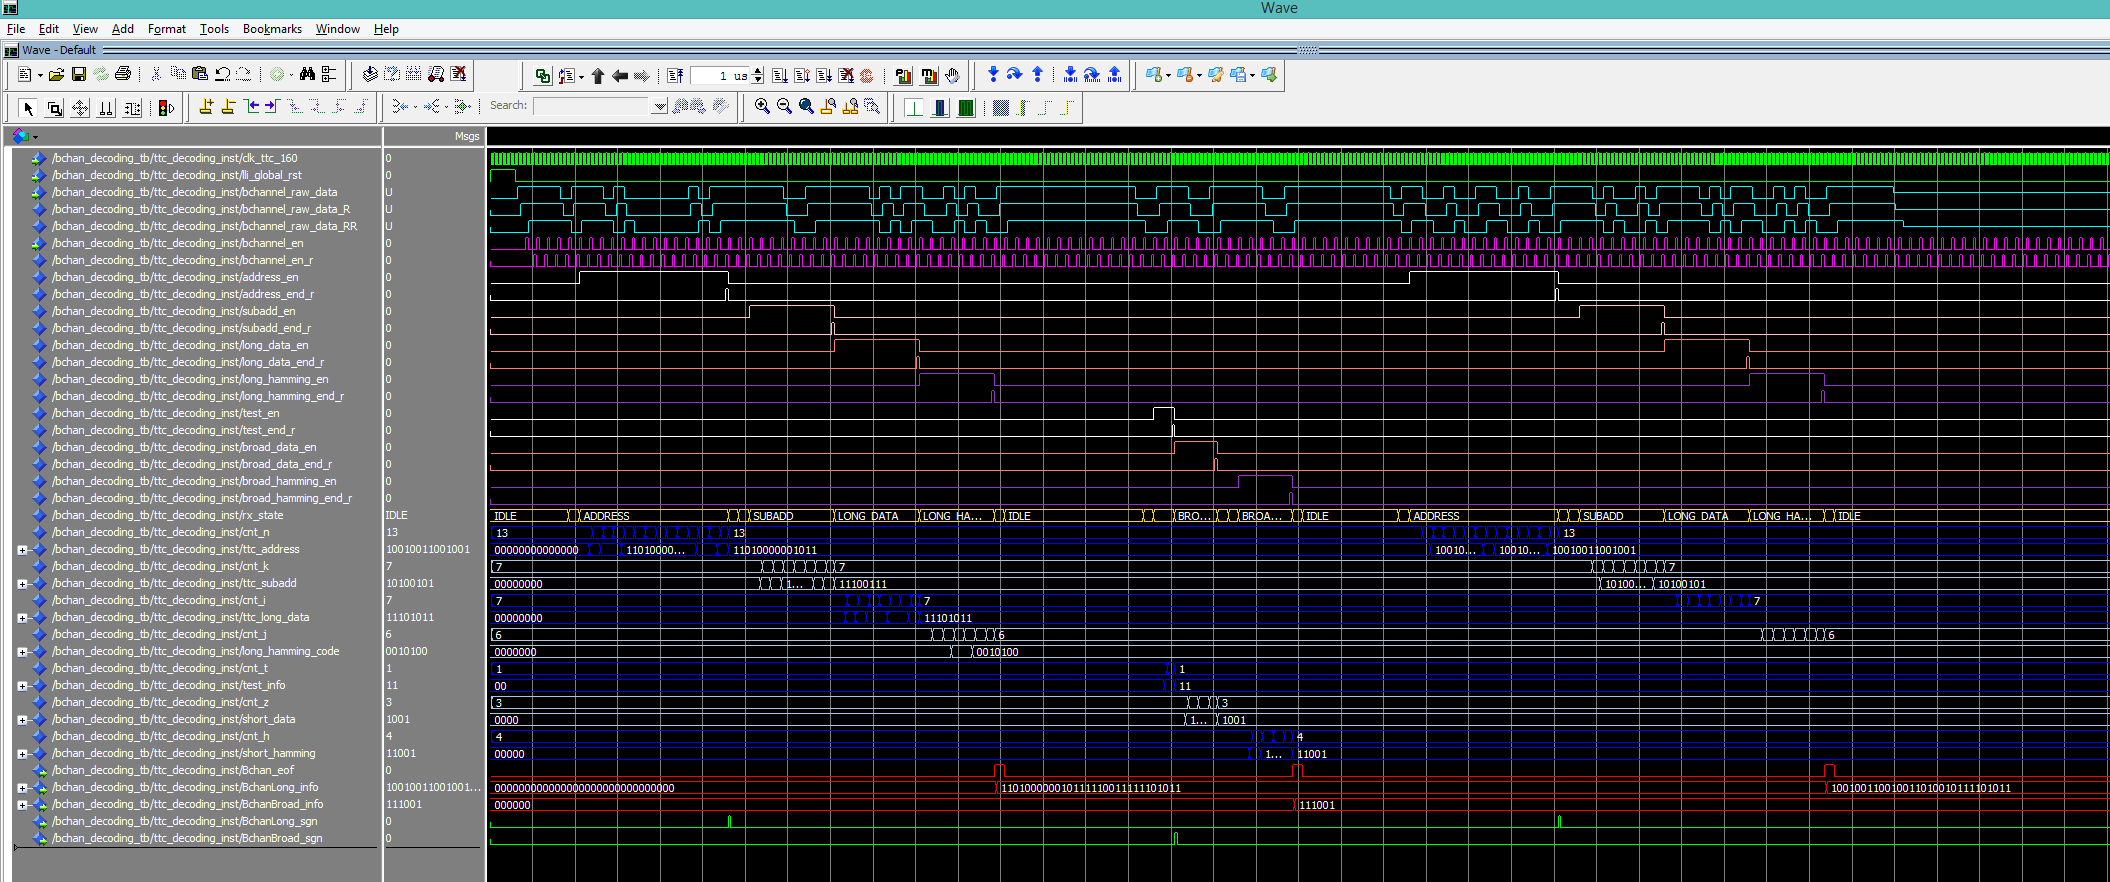 Wave
File Edit View Add Format Tools Bookmarks Window Help
Wave - Default
1 us
Search:
Msgs
/bchan_decoding_tb/ttc_decoding_inst/clk_ttc_160 0
/bchan_decoding_tb/ttc_decoding_inst/lli_global_rst 0
/bchan_decoding_tb/ttc_decoding_inst/bchannel_raw_data U
/bchan_decoding_tb/ttc_decoding_inst/bchannel_raw_data_R U
/bchan_decoding_tb/ttc_decoding_inst/bchannel_raw_data_RR U
/bchan_decoding_tb/ttc_decoding_inst/bchannel_en 0
/bchan_decoding_tb/ttc_decoding_inst/bchannel_en_r 0
/bchan_decoding_tb/ttc_decoding_inst/address_en 0
/bchan_decoding_tb/ttc_decoding_inst/address_end_r 0
/bchan_decoding_tb/ttc_decoding_inst/subadd_en 0
/bchan_decoding_tb/ttc_decoding_inst/subadd_end_r 0
/bchan_decoding_tb/ttc_decoding_inst/long_data_en 0
/bchan_decoding_tb/ttc_decoding_inst/long_data_end_r 0
/bchan_decoding_tb/ttc_decoding_inst/long_hamming_en 0
/bchan_decoding_tb/ttc_decoding_inst/long_hamming_end_r 0
/bchan_decoding_tb/ttc_decoding_inst/test_en 0
/bchan_decoding_tb/ttc_decoding_inst/test_end_r 0
/bchan_decoding_tb/ttc_decoding_inst/broad_data_en 0
/bchan_decoding_tb/ttc_decoding_inst/broad_data_end_r 0
/bchan_decoding_tb/ttc_decoding_inst/broad_hamming_en 0
/bchan_decoding_tb/ttc_decoding_inst/broad_hamming_end_r 0
/bchan_decoding_tb/ttc_decoding_inst/rx_state IDLE IDLE ADDRESS SUBADD LONG_DATA LONG_HA... IDLE BRO... BROA... IDLE ADDRESS SUBADD LONG_DATA LONG_HA... IDLE
/bchan_decoding_tb/ttc_decoding_inst/cnt_n 13 13 13 13
/bchan_decoding_tb/ttc_decoding_inst/ttc_address 10010011001001 00000000000000 11010000... 11010000001011 10010... 10010... 10010011001001
/bchan_decoding_tb/ttc_decoding_inst/cnt_k 7 7 7 7
/bchan_decoding_tb/ttc_decoding_inst/ttc_subadd 10100101 00000000 1... 11100111 10100... 10100101
/bchan_decoding_tb/ttc_decoding_inst/cnt_i 7 7 7 7
/bchan_decoding_tb/ttc_decoding_inst/ttc_long_data 11101011 00000000 11101011
/bchan_decoding_tb/ttc_decoding_inst/cnt_j 6 6 6 6
/bchan_decoding_tb/ttc_decoding_inst/long_hamming_code 0010100 0000000 0010100
/bchan_decoding_tb/ttc_decoding_inst/cnt_t 1 1 1
/bchan_decoding_tb/ttc_decoding_inst/test_info 11 00 11
/bchan_decoding_tb/ttc_decoding_inst/cnt_z 3 3 3
/bchan_decoding_tb/ttc_decoding_inst/short_data 1001 0000 1... 1001
/bchan_decoding_tb/ttc_decoding_inst/cnt_h 4 4 4
/bchan_decoding_tb/ttc_decoding_inst/short_hamming 11001 00000 1... 11001
/bchan_decoding_tb/ttc_decoding_inst/Bchan_eof 0
/bchan_decoding_tb/ttc_decoding_inst/BchanLong_info 10010011001001... 000000000000000000000000000000 110100000010111110011111101011 100100110010011010010111101011
/bchan_decoding_tb/ttc_decoding_inst/BchanBroad_info 111001 000000 111001
/bchan_decoding_tb/ttc_decoding_inst/BchanLong_sgn 0
/bchan_decoding_tb/ttc_decoding_inst/BchanBroad_sgn 0